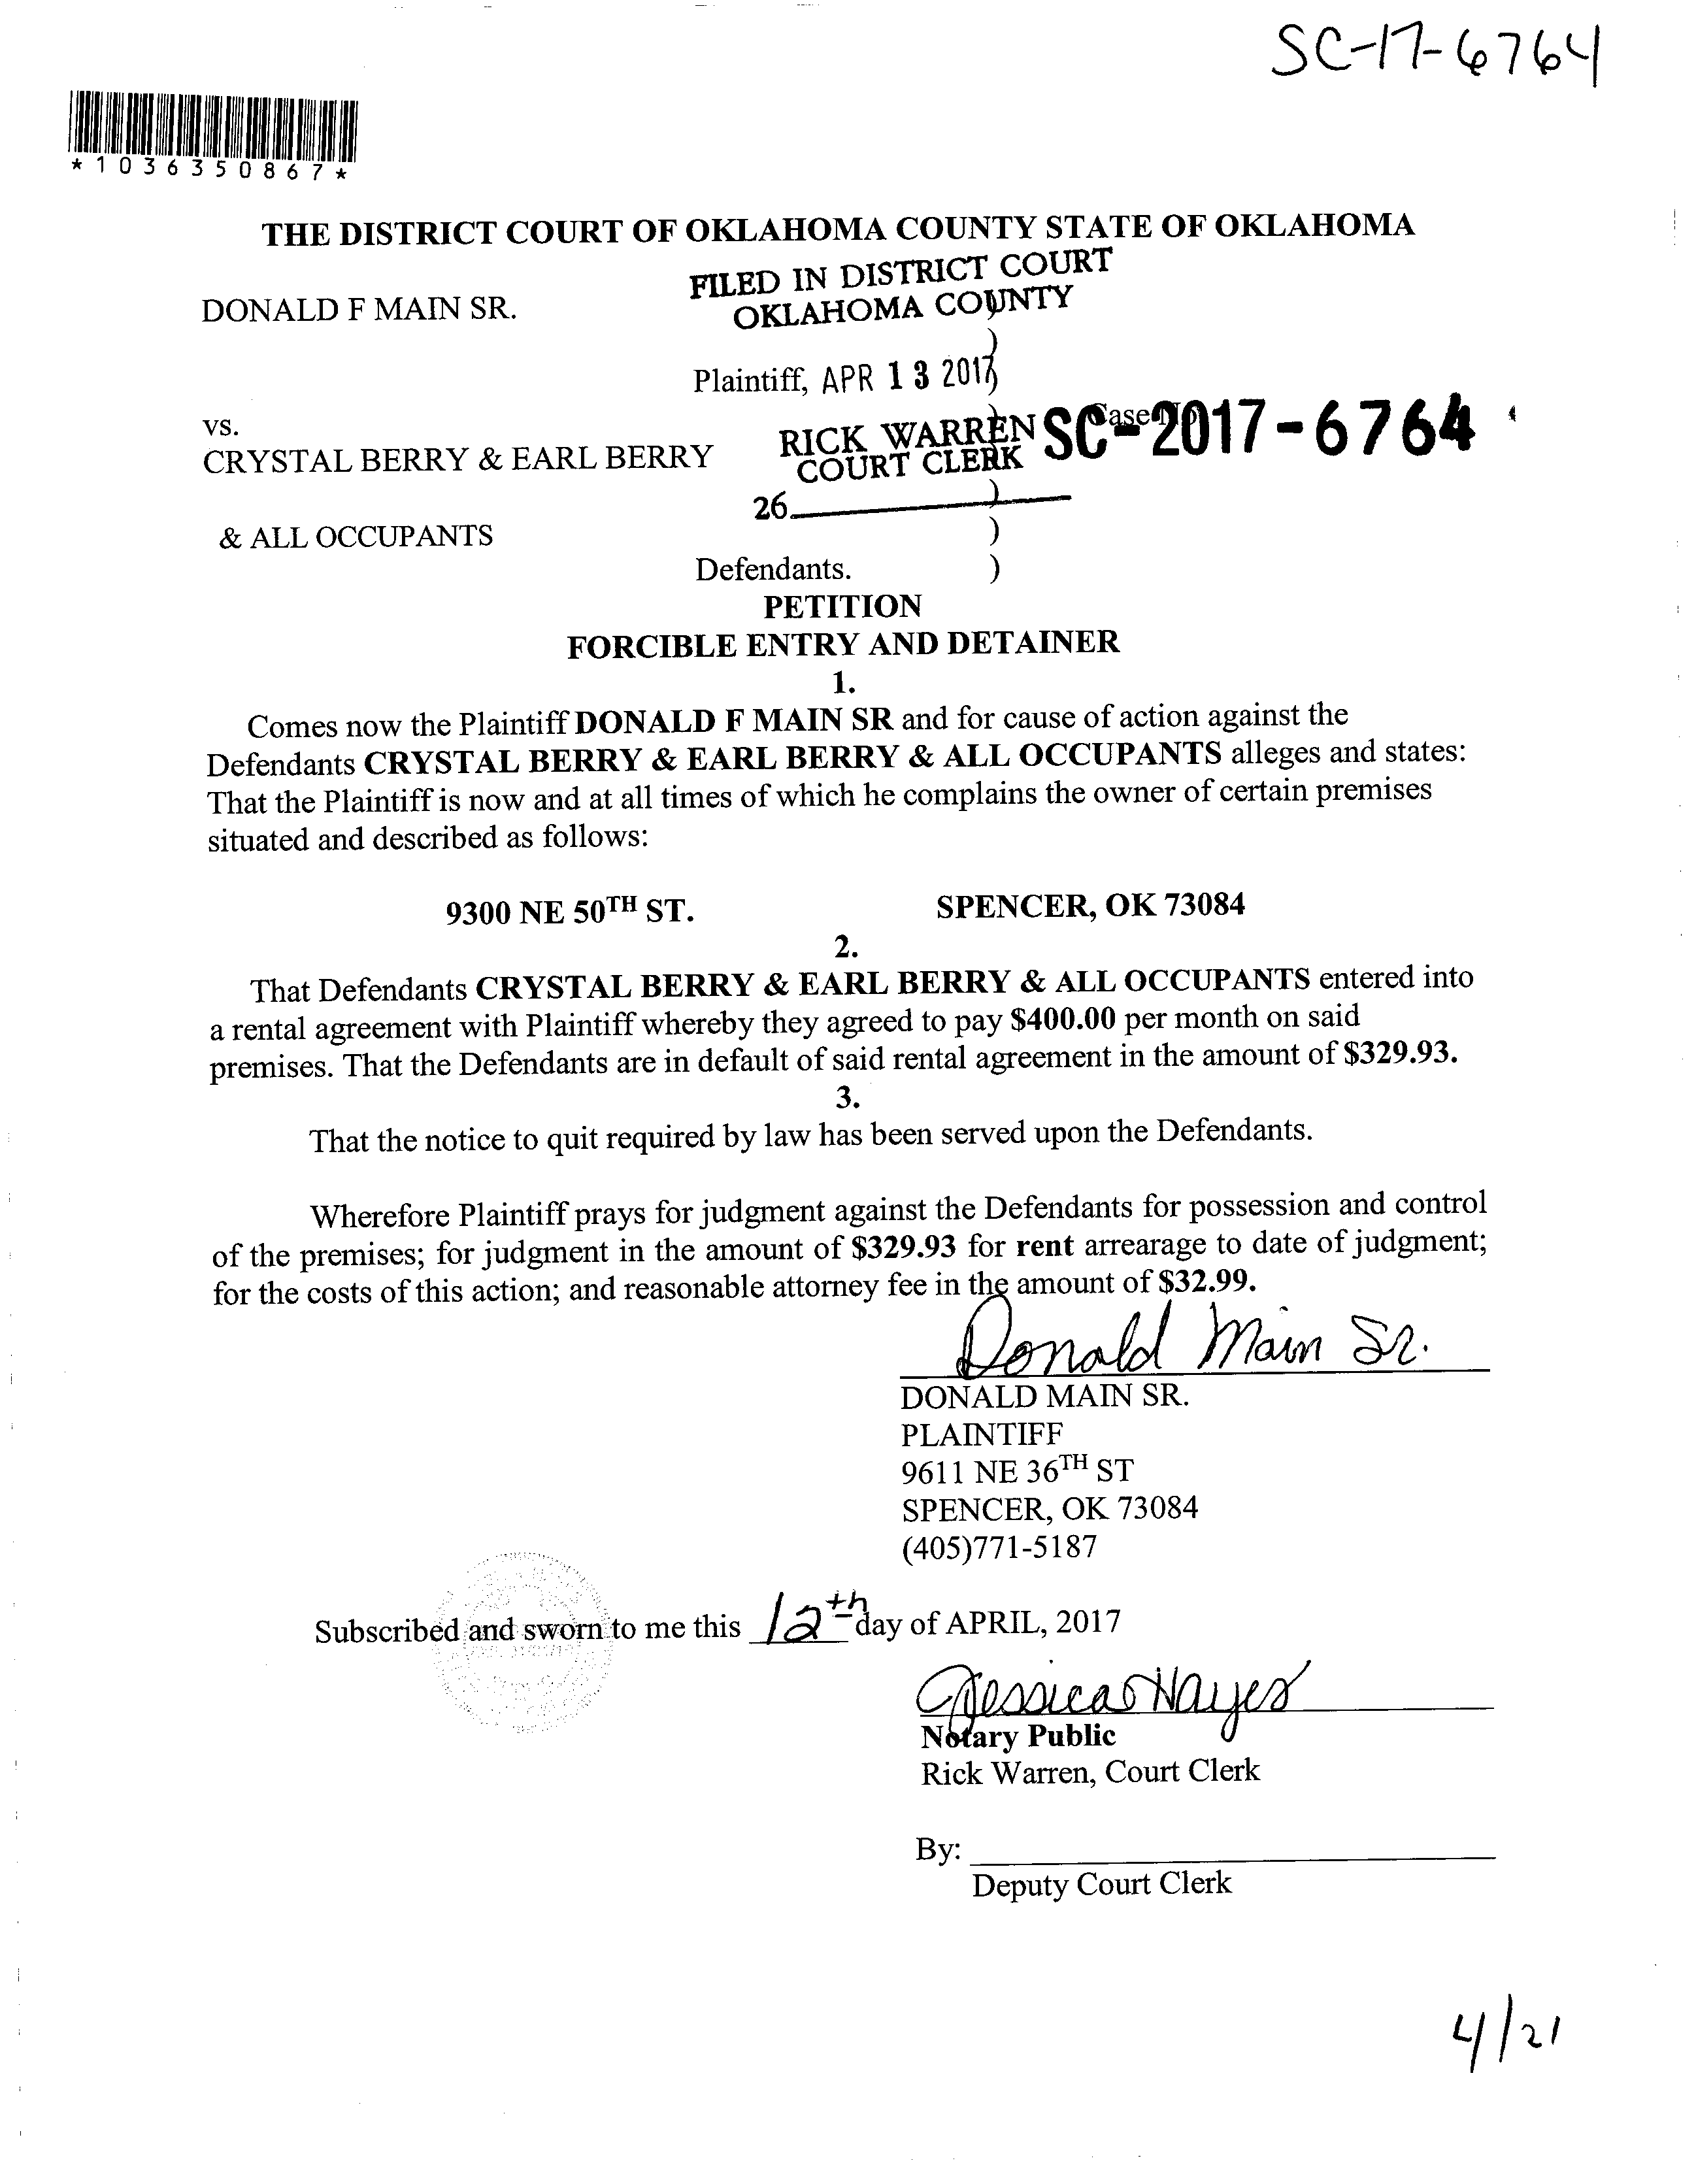 SC-17-6764
*1036350867*
THE DISTRICT COURT OF OKLAHOMA COUNTY STATE OF OKLAHOMA
FILED IN DISTRICT COURT
OKLAHOMA COUNTY
DONALD F MAIN SR.
)
Plaintiff, APR 13 2017 )
vs. ) Case No
RICK WARREN SC-2017-6764
CRYSTAL BERRY & EARL BERRY COURT CLERK
26 )
& ALL OCCUPANTS )
Defendants. )
PETITION
FORCIBLE ENTRY AND DETAINER
1.
Comes now the Plaintiff DONALD F MAIN SR and for cause of action against the
Defendants CRYSTAL BERRY & EARL BERRY & ALL OCCUPANTS alleges and states:
That the Plaintiff is now and at all times of which he complains the owner of certain premises
situated and described as follows:
9300 NE 50TH ST. SPENCER, OK 73084
2.
That Defendants CRYSTAL BERRY & EARL BERRY & ALL OCCUPANTS entered into
a rental agreement with Plaintiff whereby they agreed to pay $400.00 per month on said
premises. That the Defendants are in default of said rental agreement in the amount of $329.93.
3.
That the notice to quit required by law has been served upon the Defendants.
Wherefore Plaintiff prays for judgment against the Defendants for possession and control
of the premises; for judgment in the amount of $329.93 for rent arrearage to date of judgment;
for the costs of this action; and reasonable attorney fee in the amount of $32.99.
Donald Main Sr.
DONALD MAIN SR.
PLAINTIFF
9611 NE 36TH ST
SPENCER, OK 73084
(405)771-5187
Subscribed and sworn to me this 12th day of APRIL, 2017
Jessica Hayes
Notary Public
Rick Warren, Court Clerk
By:
Deputy Court Clerk
4/21